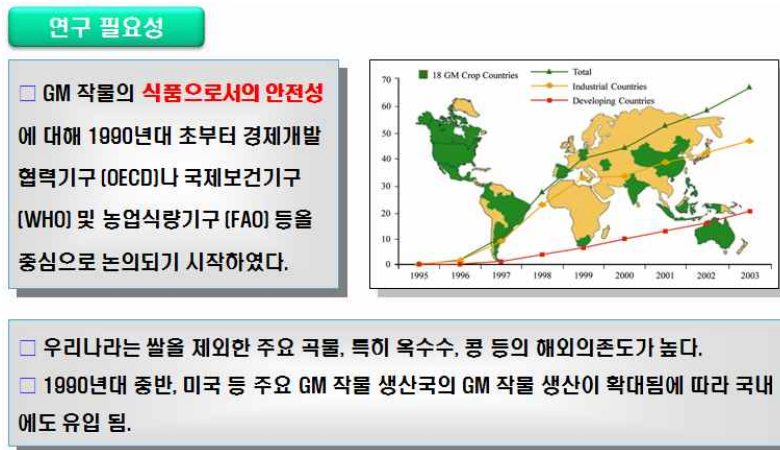 연구 필요성
□ GM 작물의 식품으로서의 안전성
에 대해 1990년대 초부터 경제개발
협력기구 (OECD)나 국제보건기구
(WHO) 및 농업식량기구 (FAO) 등을
중심으로 논의되기 시작하였다.
18 GM Crop Countries
Total
Industrial Countries
Developing Countries
70
60
50
40
30
20
10
0
1995 1996 1997 1998 1999 2000 2001 2002 2003
□ 우리나라는 쌀을 제외한 주요 곡물, 특히 옥수수, 콩 등의 해외의존도가 높다.
□ 1990년대 중반, 미국 등 주요 GM 작물 생산국의 GM 작물 생산이 확대됨에 따라 국내
에도 유입 됨.